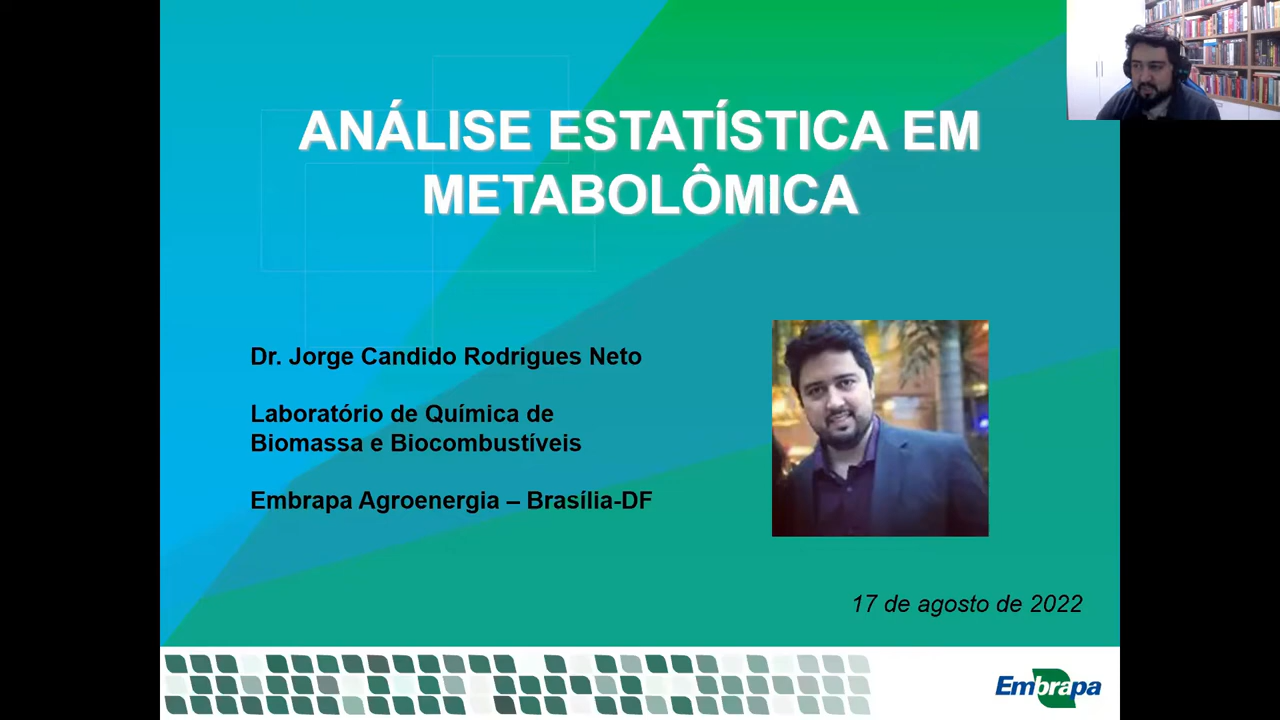 ANÁLISE ESTATÍSTICA EM
METABOLÔMICA
Dr. Jorge Candido Rodrigues Neto
Laboratório de Química de
Biomassa e Biocombustíveis
Embrapa Agroenergia – Brasília-DF
17 de agosto de 2022
Embrapa